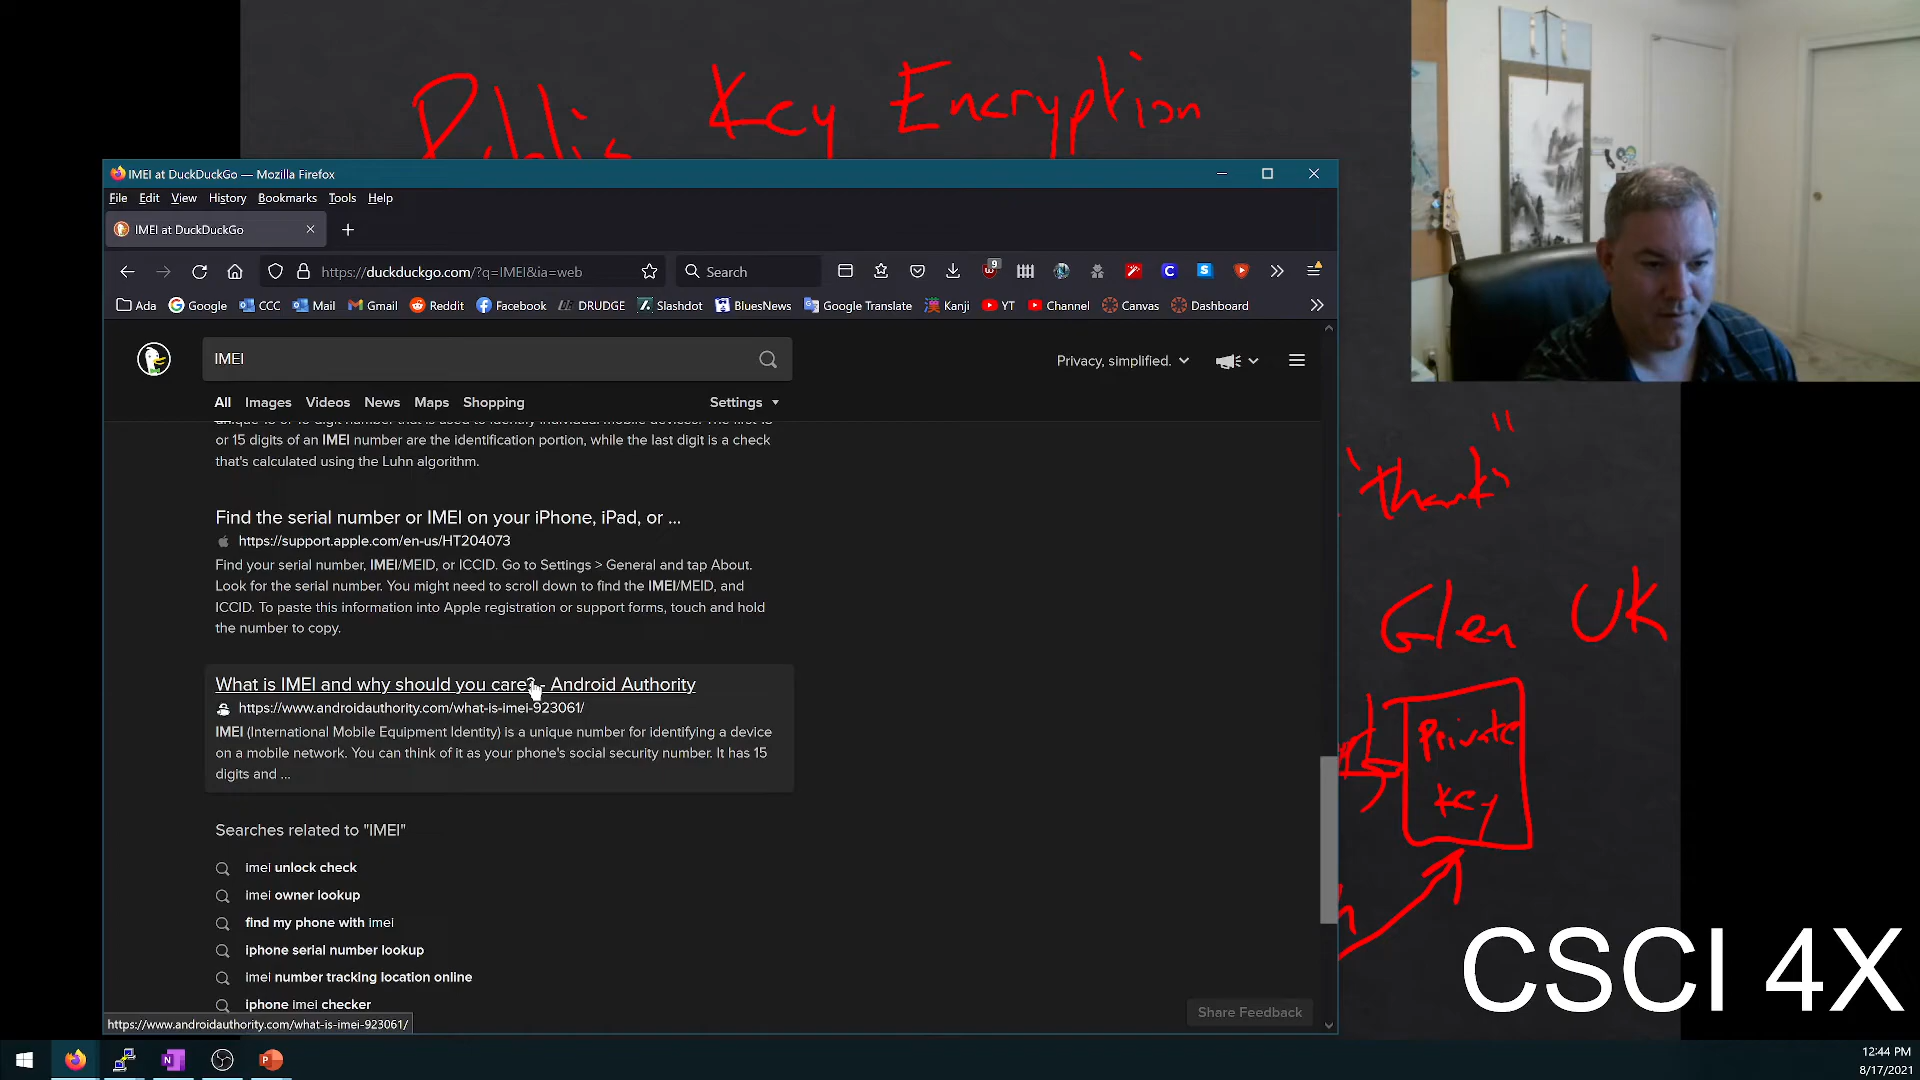 Public Key Encryption
IMEI at DuckDuckGo — Mozilla Firefox
File Edit View History Bookmarks Tools Help
IMEI at DuckDuckGo
https://duckduckgo.com/?q=IMEI&ia=web
Search
9
Ada Google CCC Mail Gmail Reddit Facebook DRUDGE Slashdot BluesNews Google Translate Kanji YT Channel Canvas Dashboard
IMEI
Privacy, simplified.
All Images Videos News Maps Shopping Settings
or 15 digits of an IMEI number are the identification portion, while the last digit is a check
that's calculated using the Luhn algorithm.
Find the serial number or IMEI on your iPhone, iPad, or ...
https://support.apple.com/en-us/HT204073
Find your serial number, IMEI/MEID, or ICCID. Go to Settings > General and tap About.
Look for the serial number. You might need to scroll down to find the IMEI/MEID, and
ICCID. To paste this information into Apple registration or support forms, touch and hold
the number to copy.
What is IMEI and why should you care? - Android Authority
https://www.androidauthority.com/what-is-imei-923061/
IMEI (International Mobile Equipment Identity) is a unique number for identifying a device
on a mobile network. You can think of it as your phone's social security number. It has 15
digits and ...
Searches related to "IMEI"
imei unlock check
imei owner lookup
find my phone with imei
iphone serial number lookup
imei number tracking location online
iphone imei checker
Share Feedback
https://www.androidauthority.com/what-is-imei-923061/
"thanks"
Glen UK
Private
Key
CSCI 4X
12:44 PM
8/17/2021